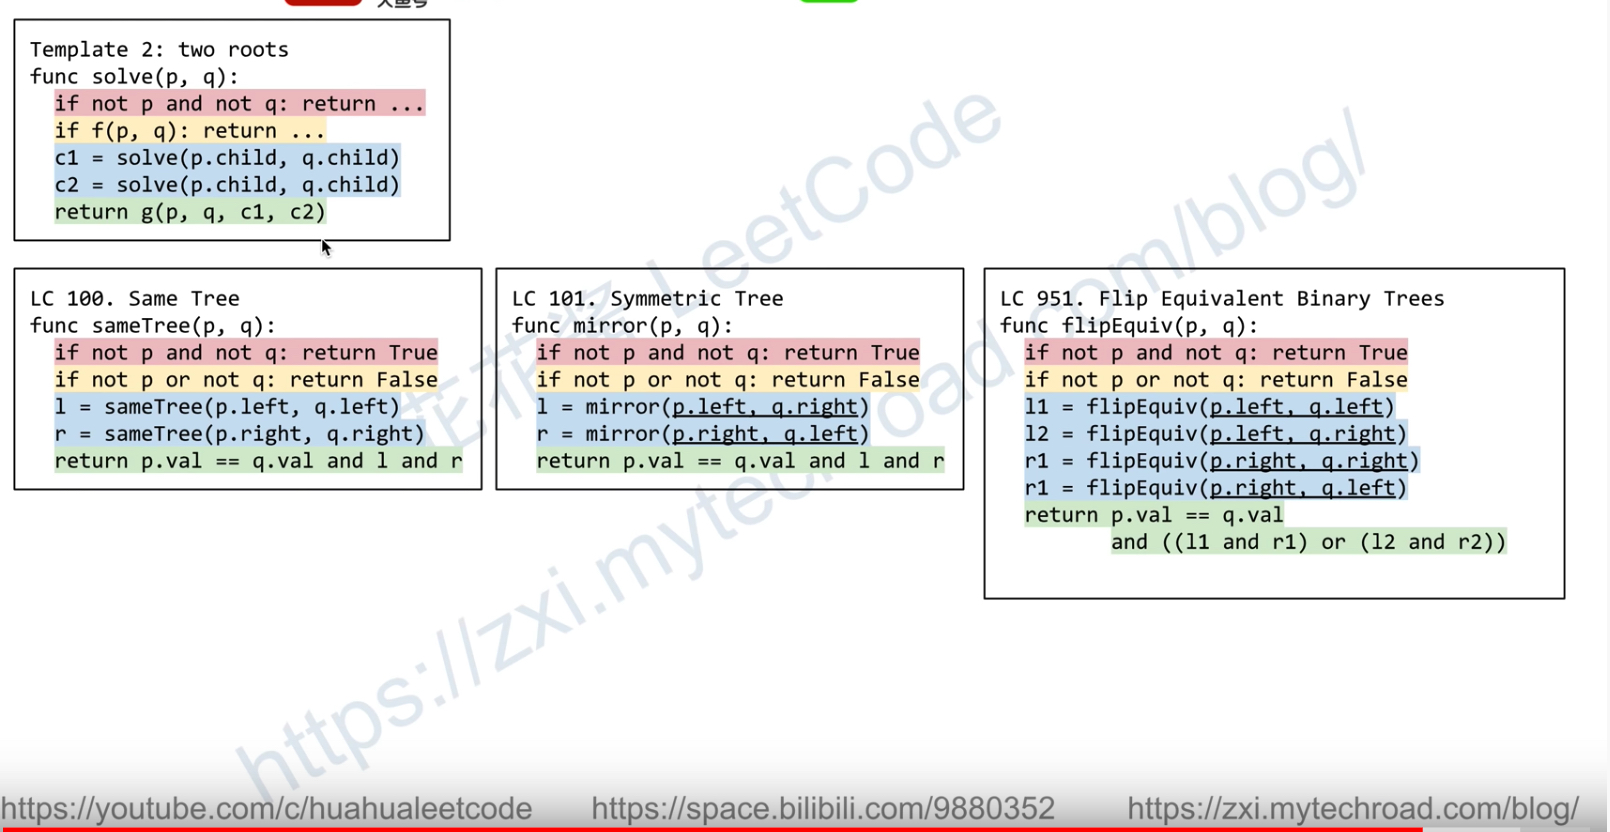 大鱼号
Template 2: two roots
func solve(p, q):
if not p and not q: return ...
if f(p, q): return ...
c1 = solve(p.child, q.child)
c2 = solve(p.child, q.child)
return g(p, q, c1, c2)
LC 100. Same Tree
func sameTree(p, q):
if not p and not q: return True
if not p or not q: return False
l = sameTree(p.left, q.left)
r = sameTree(p.right, q.right)
return p.val == q.val and l and r
LC 101. Symmetric Tree
func mirror(p, q):
if not p and not q: return True
if not p or not q: return False
l = mirror(p.left, q.right)
r = mirror(p.right, q.left)
return p.val == q.val and l and r
LC 951. Flip Equivalent Binary Trees
func flipEquiv(p, q):
if not p and not q: return True
if not p or not q: return False
l1 = flipEquiv(p.left, q.left)
l2 = flipEquiv(p.left, q.right)
r1 = flipEquiv(p.right, q.right)
r1 = flipEquiv(p.right, q.left)
return p.val == q.val
and ((l1 and r1) or (l2 and r2))
花花酱 LeetCode
https://zxi.mytechroad.com/blog/
https://youtube.com/c/huahualeetcode
https://space.bilibili.com/9880352
https://zxi.mytechroad.com/blog/